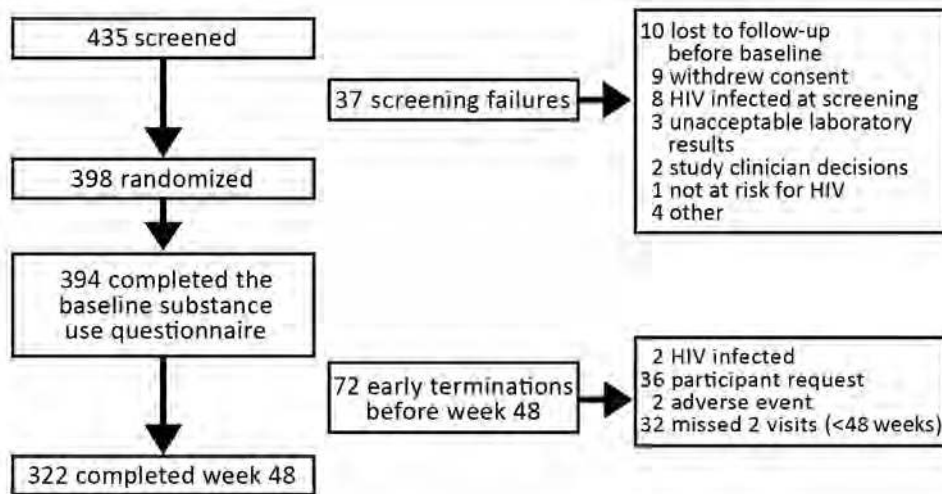 435 screened
37 screening failures
10 lost to follow-up
before baseline
9 withdrew consent
8 HIV infected at screening
3 unacceptable laboratory
results
2 study clinician decisions
1 not at risk for HIV
4 other
398 randomized
394 completed the
baseline substance
use questionnaire
72 early terminations
before week 48
2 HIV infected
36 participant request
2 adverse event
32 missed 2 visits (<48 weeks)
322 completed week 48